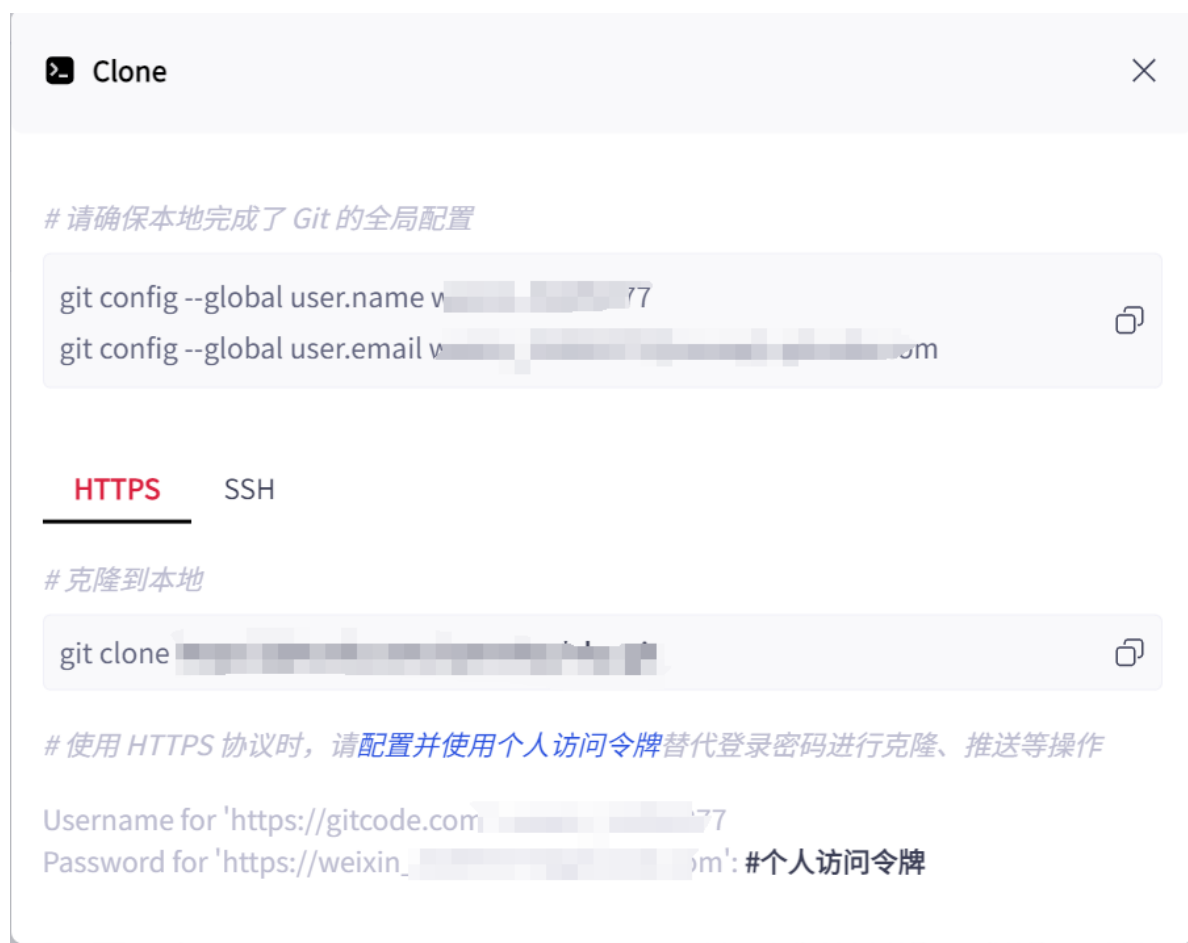 Clone
# 请确保本地完成了 Git 的全局配置
git config --global user.name w 77
git config --global user.email w om
HTTPS SSH
# 克隆到本地
git clone
# 使用 HTTPS 协议时，请配置并使用个人访问令牌替代登录密码进行克隆、推送等操作
Username for 'https://gitcode.com 77
Password for 'https://weixin_ om': #个人访问令牌